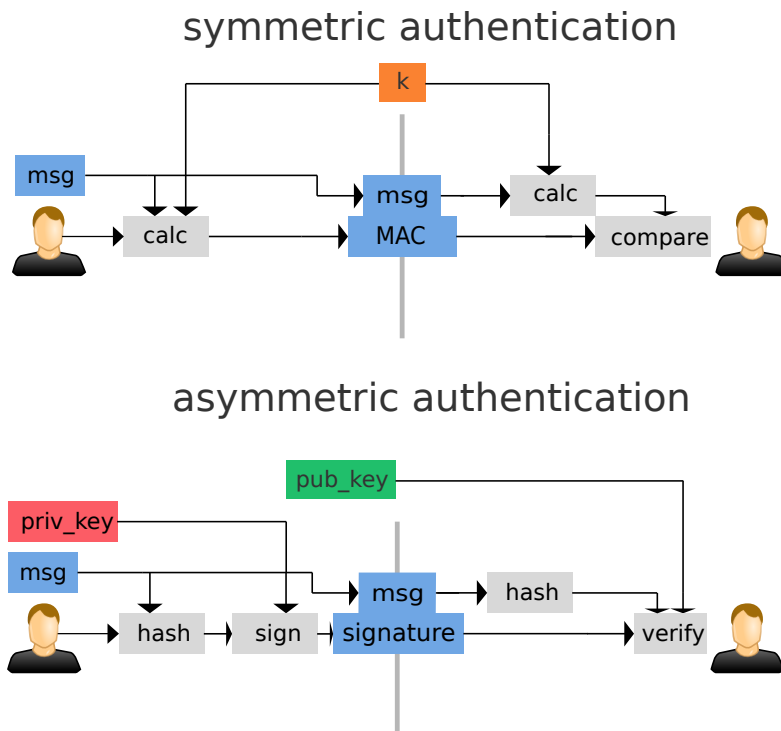 symmetric authentication
k
msg
msg
calc
calc
MAC
compare
asymmetric authentication
pub_key
priv_key
msg
msg
hash
hash
sign
signature
verify